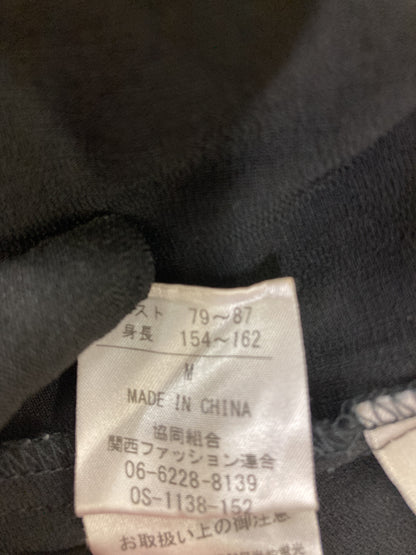 スト 79~87
身長 154~162
M
MADE IN CHINA
協同組合
関西ファッション連合
06-6228-8139
OS-1138-152
お取扱い上の御注意